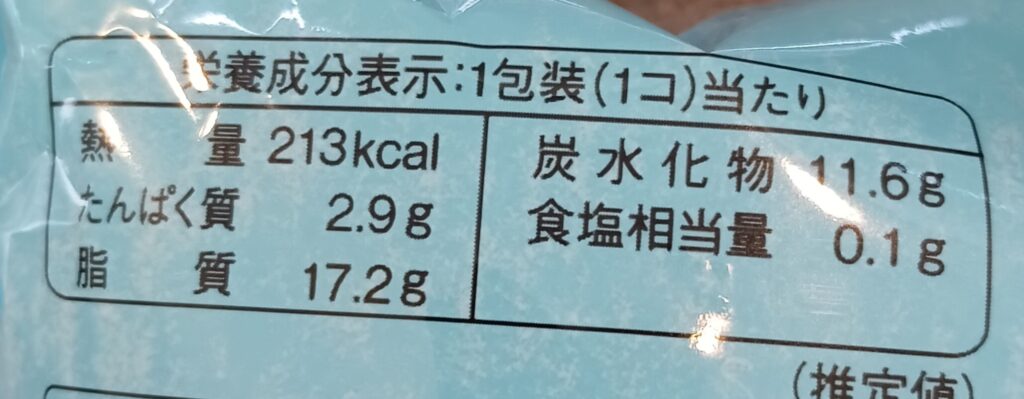 栄養成分表示:1包装(1コ)当たり
熱量 213kcal
たんぱく質 2.9g
脂質 17.2g
炭水化物 11.6g
食塩相当量 0.1g
(推定値)